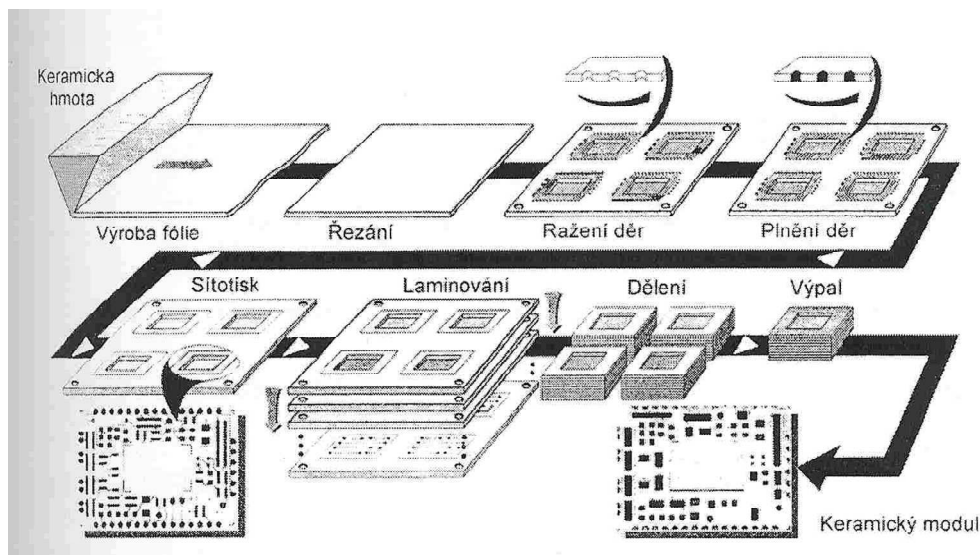 Keramicka
hmota
Výroba fólie
Řezání
Ražení děr
Plnění děr
Sítotisk
Laminování
Dělení
Výpal
Keramický modul